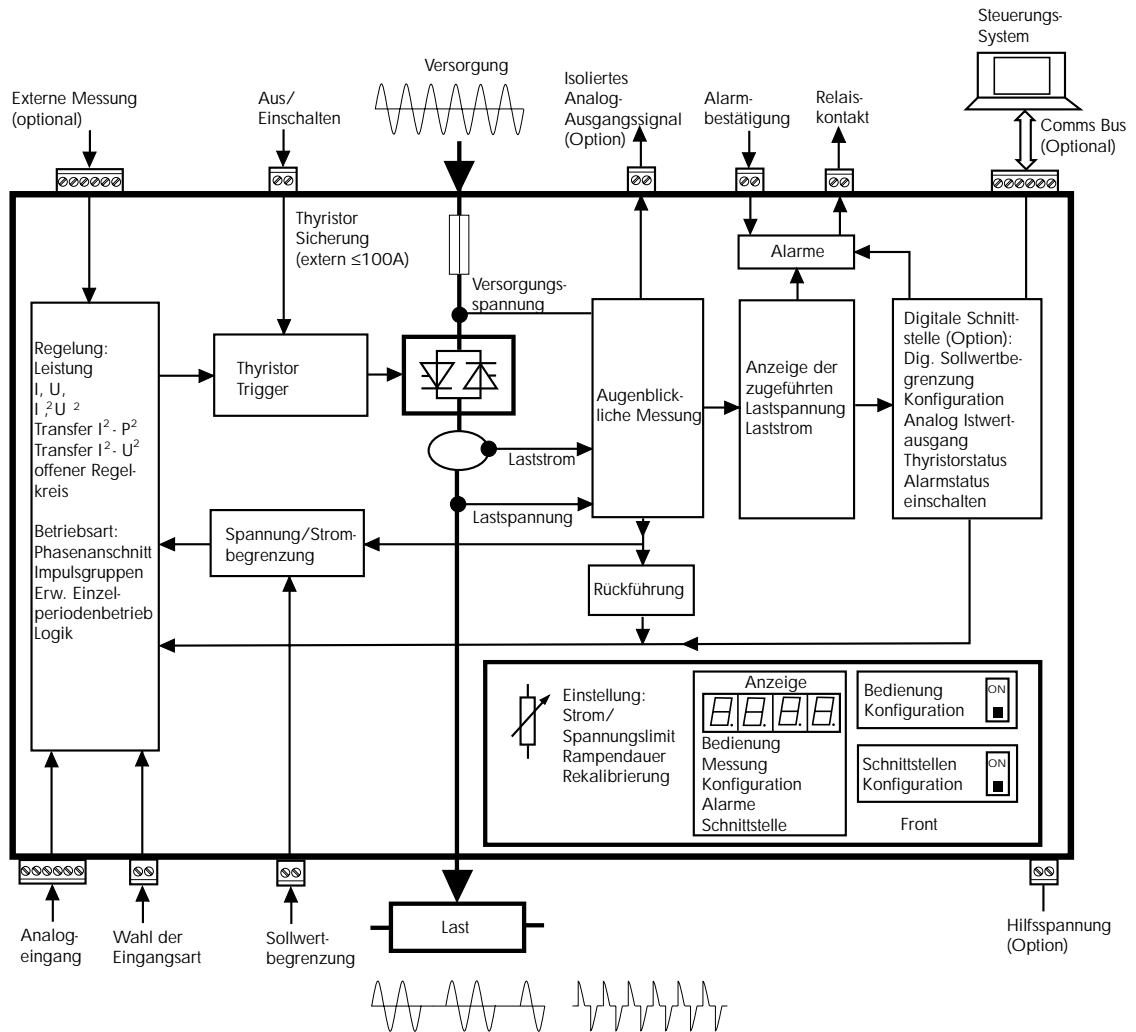 Steuerungs-
System
Versorgung
Isoliertes
Analog-
Ausgangssignal
(Option)
Externe Messung
(optional)
Aus/
Einschalten
Alarm-
bestätigung
Relais-
kontakt
Comms Bus
(Optional)
Thyristor
Sicherung
(extern ≤100A)
Alarme
Versorgungs-
spannung
Regelung:
Leistung
I, U,
I ,² U ²
Transfer I² - P²
Transfer I² - U²
offener Regel-
kreis
Betriebsart:
Phasenanschnitt
Impulsgruppen
Erw. Einzel-
periodenbetrieb
Logik
Thyristor
Trigger
Augenblick-
kliche Messung
Anzeige der
zugeführten
Lastspannung
Laststrom
Digitale Schnitt-
stelle (Option):
Dig. Sollwertbe-
grenzung
Konfiguration
Analog Istwert-
ausgang
Thyristorstatus
Alarmstatus
einschalten
Laststrom
Lastspannung
Spannung/Strom-
begrenzung
Rückführung
Einstellung:
Strom/
Spannungslimit
Rampendauer
Rekalibrierung
Anzeige
8.8.8.8.
Bedienung
Messung
Konfiguration
Alarme
Schnittstelle
Bedienung
Konfiguration
ON
Schnittstellen
Konfiguration
ON
Front
Analog-
eingang
Wahl der
Eingangsart
Sollwert-
begrenzung
Last
Hilfsspannung
(Option)